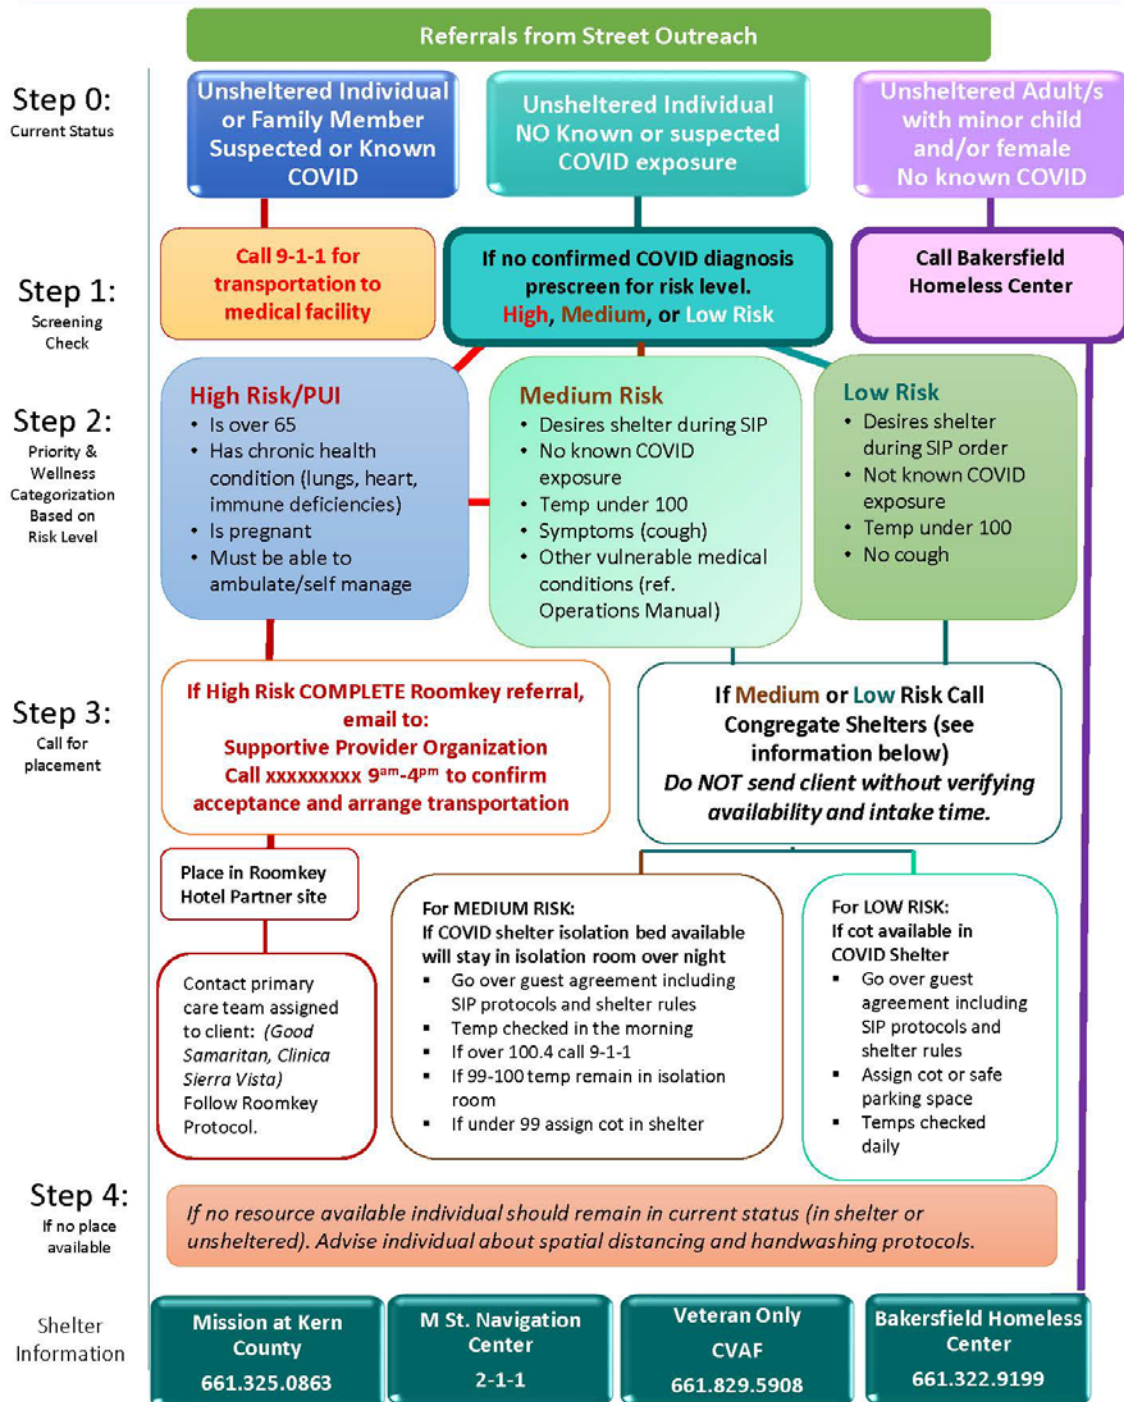 Referrals from Street Outreach
Step 0:
Current Status
Unsheltered Individual
or Family Member
Suspected or Known
COVID
Unsheltered Individual
NO Known or suspected
COVID exposure
Unsheltered Adult/s
with minor child
and/or female
No known COVID
Step 1:
Screening
Check
Call 9-1-1 for
transportation to
medical facility
If no confirmed COVID diagnosis
prescreen for risk level.
High, Medium, or Low Risk
Call Bakersfield
Homeless Center
Step 2:
Priority &
Wellness
Categorization
Based on
Risk Level
High Risk/PUI
• Is over 65
• Has chronic health
condition (lungs, heart,
immune deficiencies)
• Is pregnant
• Must be able to
ambulate/self manage
Medium Risk
• Desires shelter during SIP
• No known COVID
exposure
• Temp under 100
• Symptoms (cough)
• Other vulnerable medical
conditions (ref.
Operations Manual)
Low Risk
• Desires shelter
during SIP order
• Not known COVID
exposure
• Temp under 100
• No cough
Step 3:
Call for
placement
If High Risk COMPLETE Roomkey referral,
email to:
Supportive Provider Organization
Call xxxxxxxxx 9am-4pm to confirm
acceptance and arrange transportation
If Medium or Low Risk Call
Congregate Shelters (see
information below)
Do NOT send client without verifying
availability and intake time.
Place in Roomkey
Hotel Partner site
Contact primary
care team assigned
to client: (Good
Samaritan, Clinica
Sierra Vista)
Follow Roomkey
Protocol.
For MEDIUM RISK:
If COVID shelter isolation bed available
will stay in isolation room over night
▪ Go over guest agreement including
SIP protocols and shelter rules
▪ Temp checked in the morning
▪ If over 100.4 call 9-1-1
▪ If 99-100 temp remain in isolation
room
▪ If under 99 assign cot in shelter
For LOW RISK:
If cot available in
COVID Shelter
▪ Go over guest
agreement including
SIP protocols and
shelter rules
▪ Assign cot or safe
parking space
▪ Temps checked
daily
Step 4:
If no place
available
If no resource available individual should remain in current status (in shelter or
unsheltered). Advise individual about spatial distancing and handwashing protocols.
Shelter
Information
Mission at Kern
County
661.325.0863
M St. Navigation
Center
2-1-1
Veteran Only
CVAF
661.829.5908
Bakersfield Homeless
Center
661.322.9199